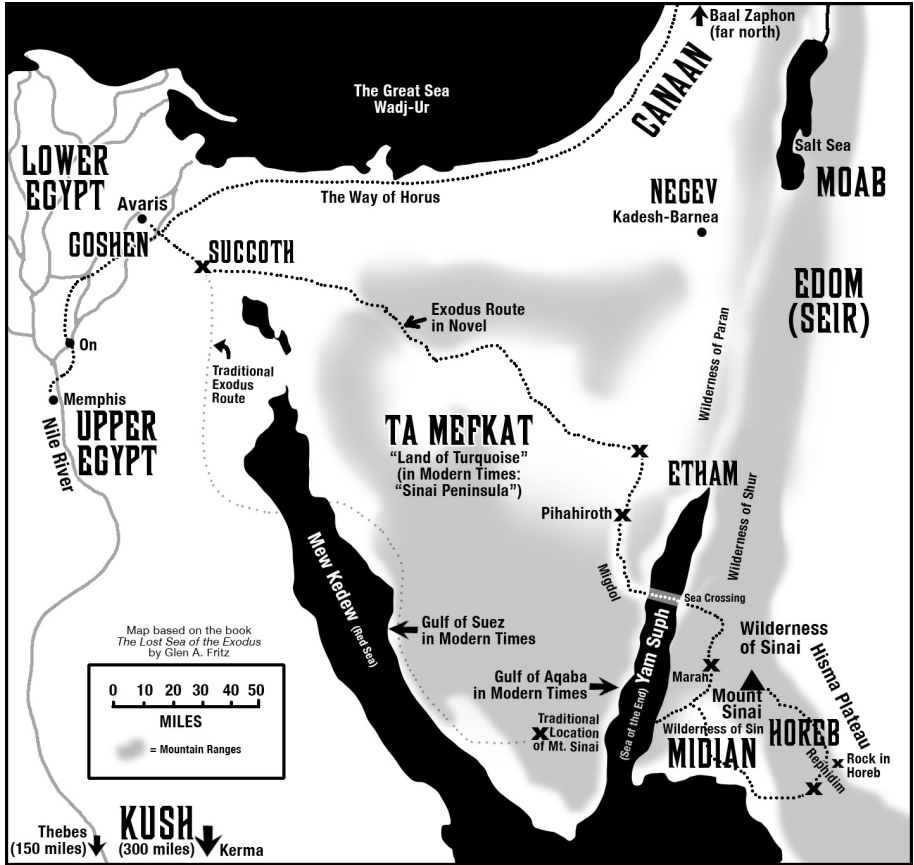 Baal Zaphon
(far north)
CANAAN
The Great Sea
Wadj-Ur
Salt Sea
MOAB
LOWER
EGYPT
The Way of Horus
NEGEV
Kadesh-Barnea
Avaris
GOSHEN
SUCCOTH
EDOM
(SEIR)
Exodus Route
in Novel
On
Traditional
Exodus
Route
Wilderness of Paran
Memphis
UPPER
EGYPT
Nile River
TA MEFKAT
“Land of Turquoise”
(in Modern Times:
“Sinai Peninsula”)
ETHAM
Pihahiroth
Wilderness of Shur
Mew Kedew (Red Sea)
Migdol
Sea Crossing
Gulf of Suez
in Modern Times
Yam Suph
(Sea of the End)
Wilderness
of Sinai
Hisma Plateau
Gulf of Aqaba
in Modern Times
Marah
Mount
Sinai
Traditional
Location
of Mt. Sinai
Wilderness of Sin
HOREB
MIDIAN
Rephidim
Rock in
Horeb
Map based on the book
The Lost Sea of the Exodus
by Glen A. Fritz
0 10 20 30 40 50
MILES
= Mountain Ranges
Thebes
(150 miles)
KUSH
(300 miles)
Kerma